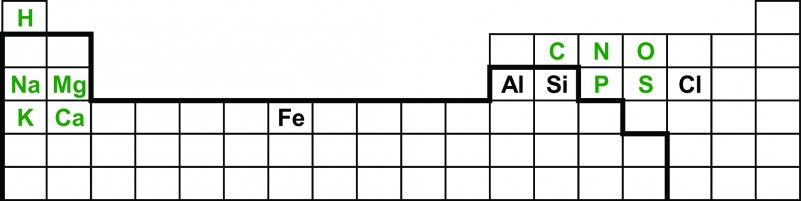 H
C N O
Na Mg Al Si P S Cl
K Ca Fe